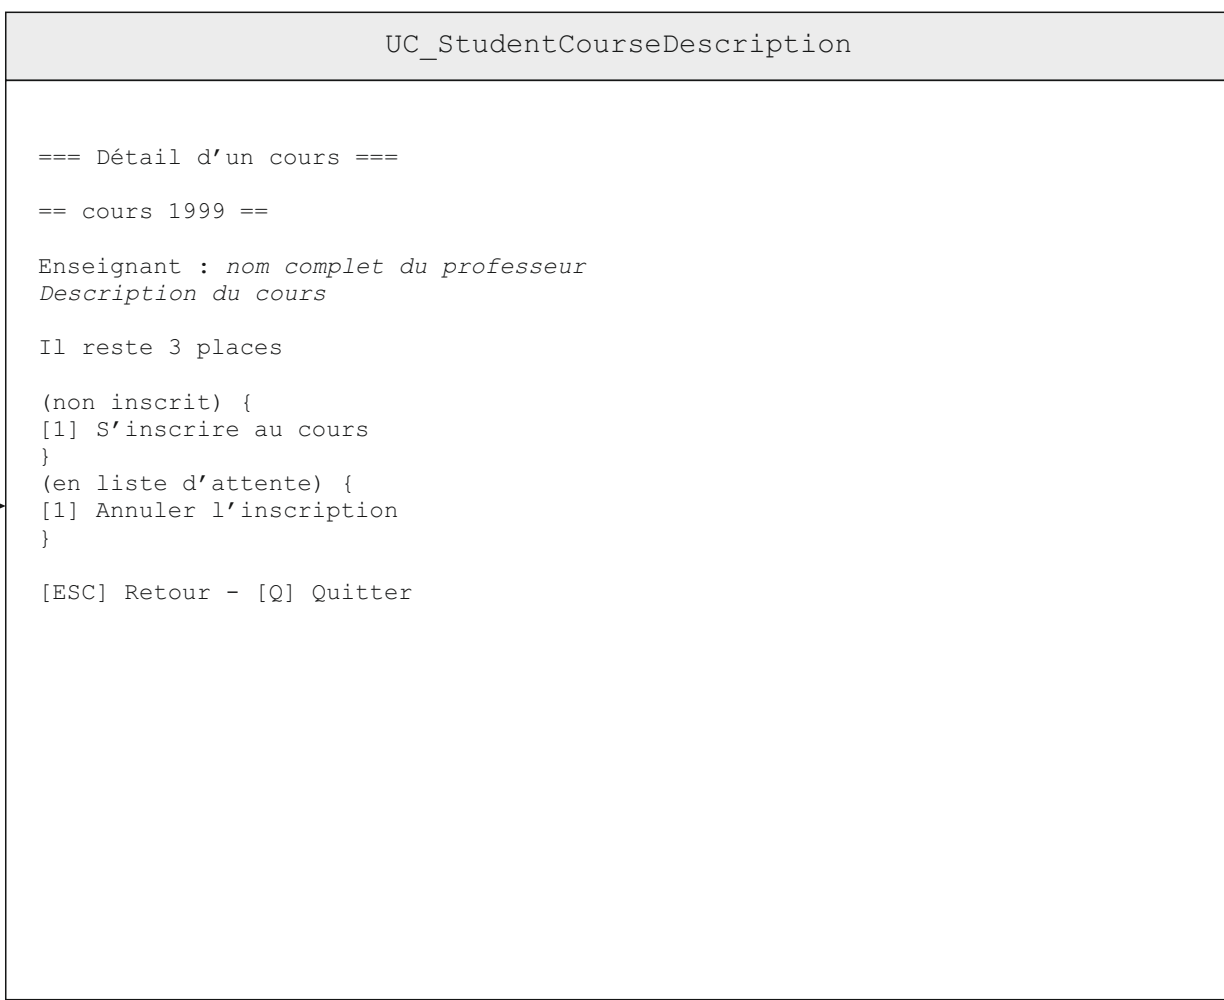 UC_StudentCourseDescription
=== Détail d’un cours ===
== cours 1999 ==
Enseignant : nom complet du professeur
Description du cours
Il reste 3 places
(non inscrit) {
[1] S’inscrire au cours
}
(en liste d’attente) {
[1] Annuler l’inscription
}
[ESC] Retour - [Q] Quitter